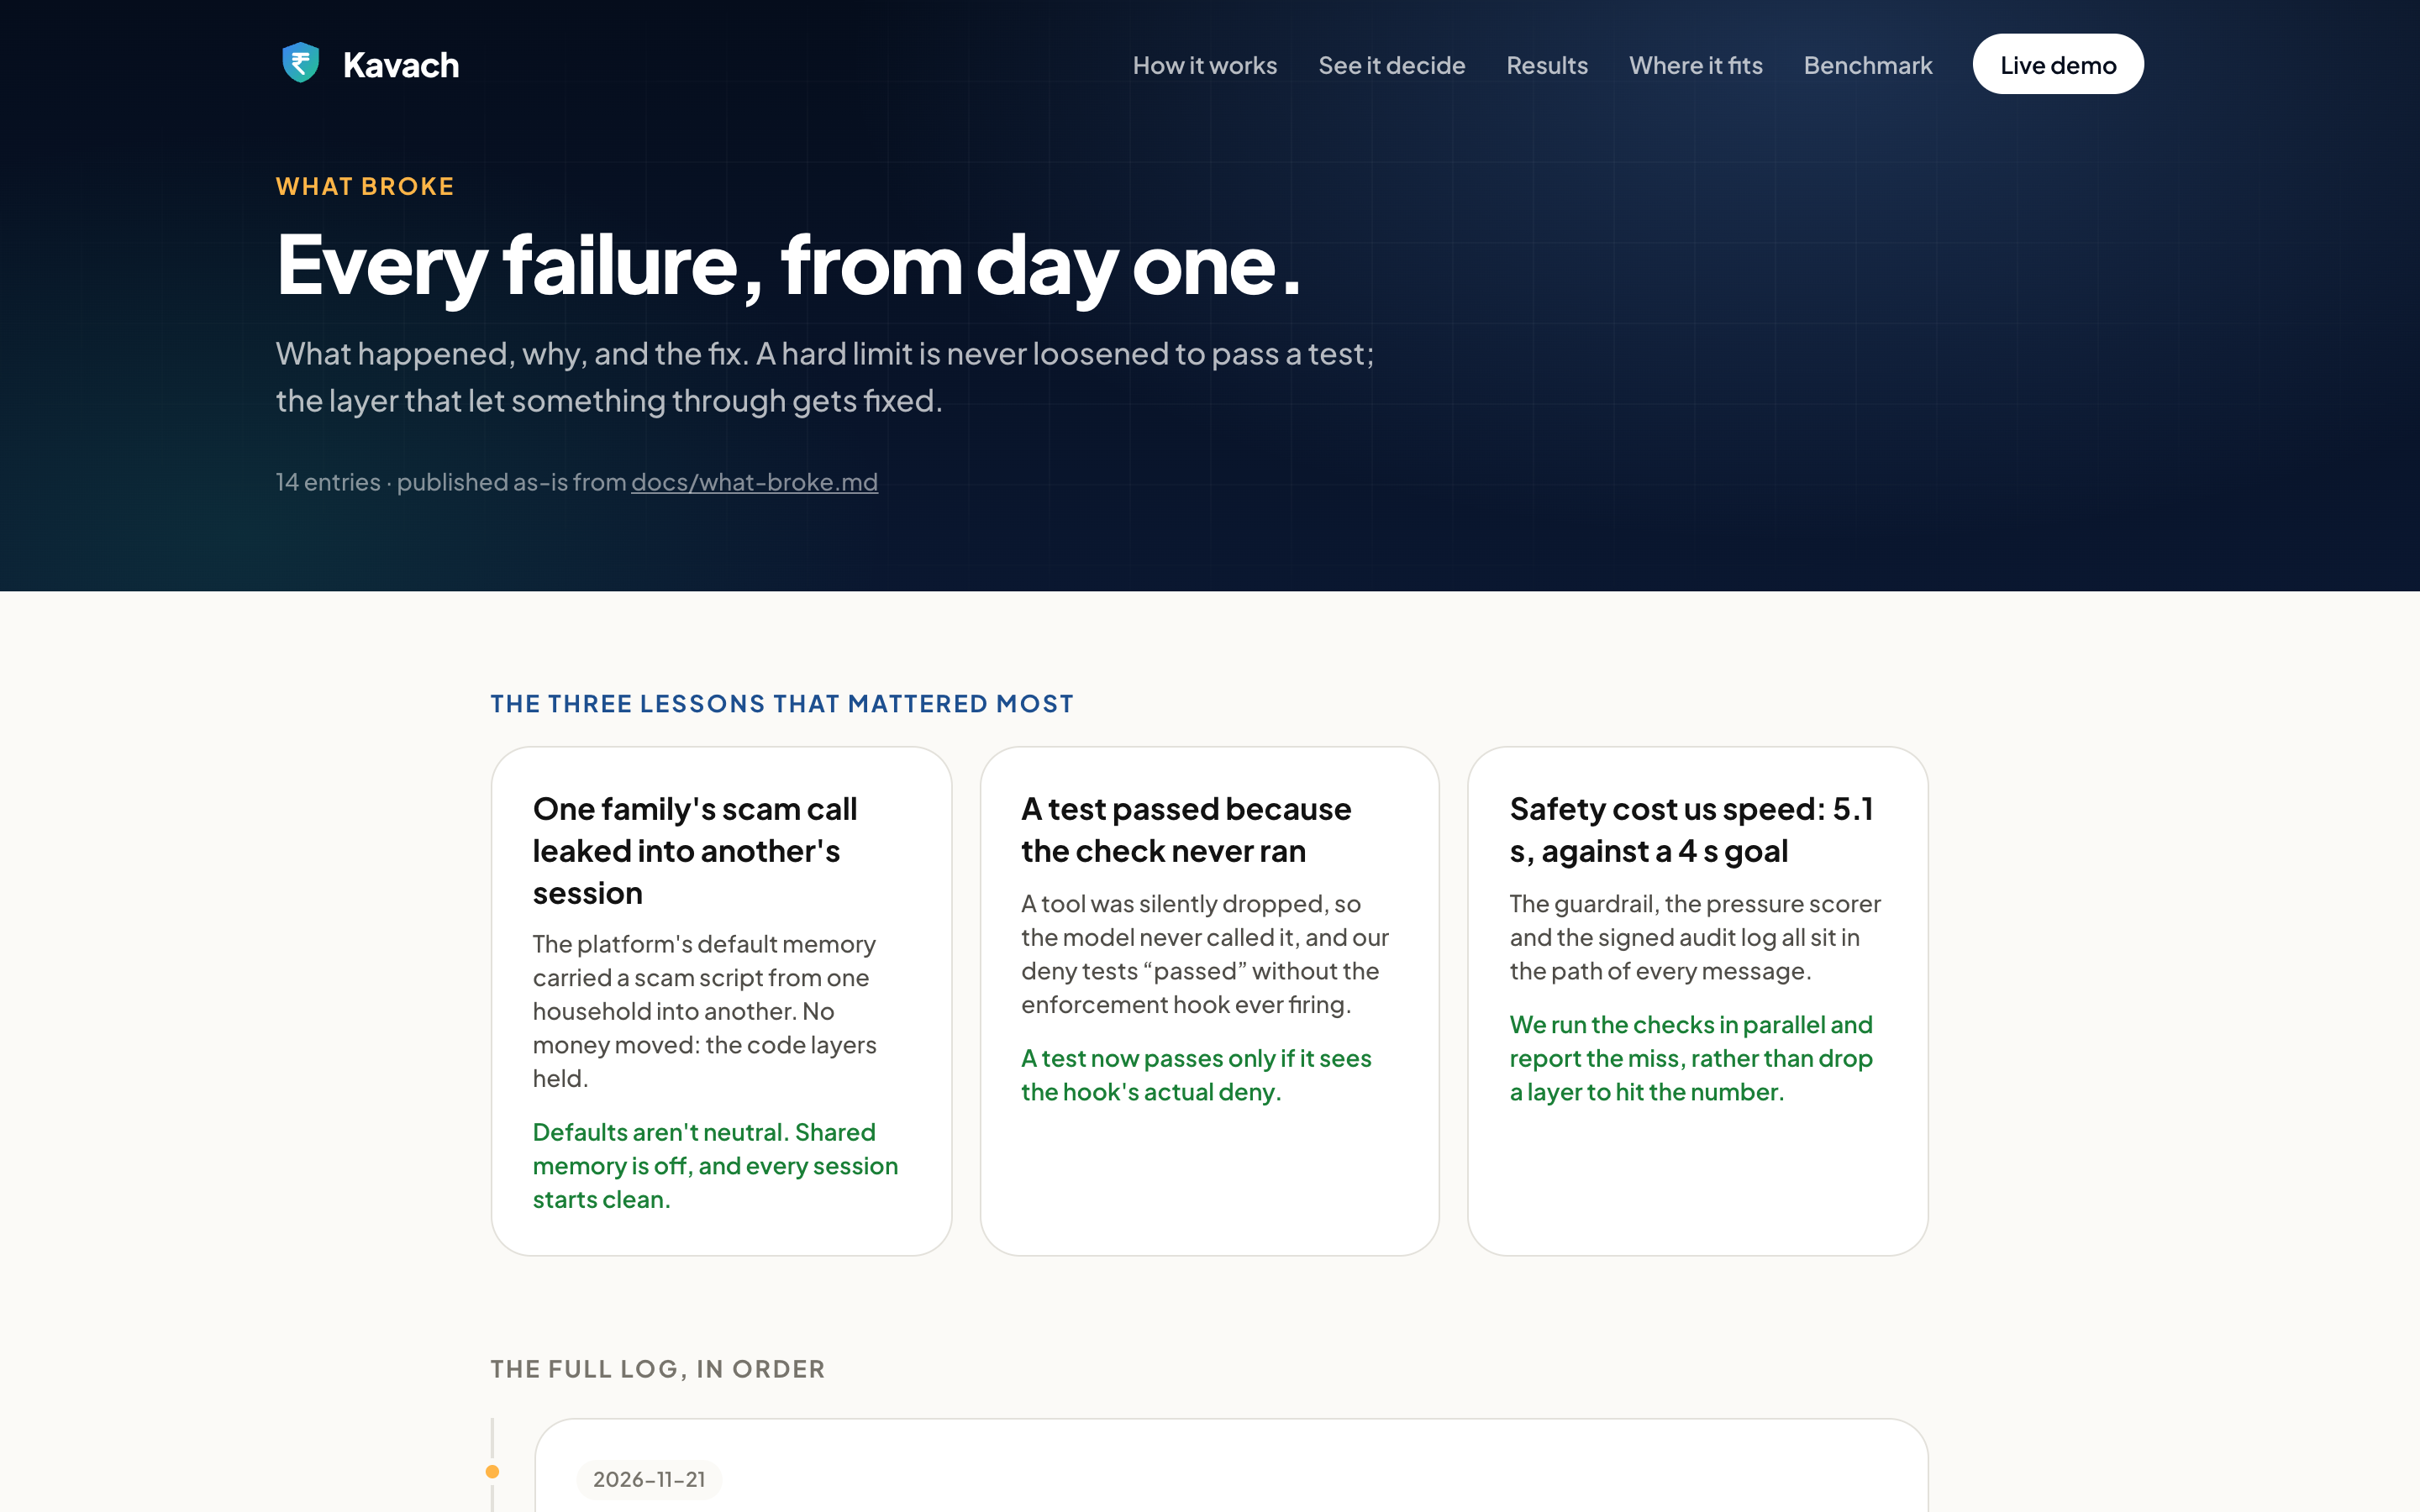 Kavach
How it works
See it decide
Results
Where it fits
Benchmark
Live demo
WHAT BROKE
Every failure, from day one.
What happened, why, and the fix. A hard limit is never loosened to pass a test;
the layer that let something through gets fixed.
14 entries · published as-is from docs/what-broke.md
THE THREE LESSONS THAT MATTERED MOST
One family's scam call
leaked into another's
session
The platform's default memory
carried a scam script from one
household into another. No
money moved: the code layers
held.
Defaults aren't neutral. Shared
memory is off, and every session
starts clean.
A test passed because
the check never ran
A tool was silently dropped, so
the model never called it, and our
deny tests “passed” without the
enforcement hook ever firing.
A test now passes only if it sees
the hook's actual deny.
Safety cost us speed: 5.1
s, against a 4 s goal
The guardrail, the pressure scorer
and the signed audit log all sit in
the path of every message.
We run the checks in parallel and
report the miss, rather than drop
a layer to hit the number.
THE FULL LOG, IN ORDER
2026-11-21